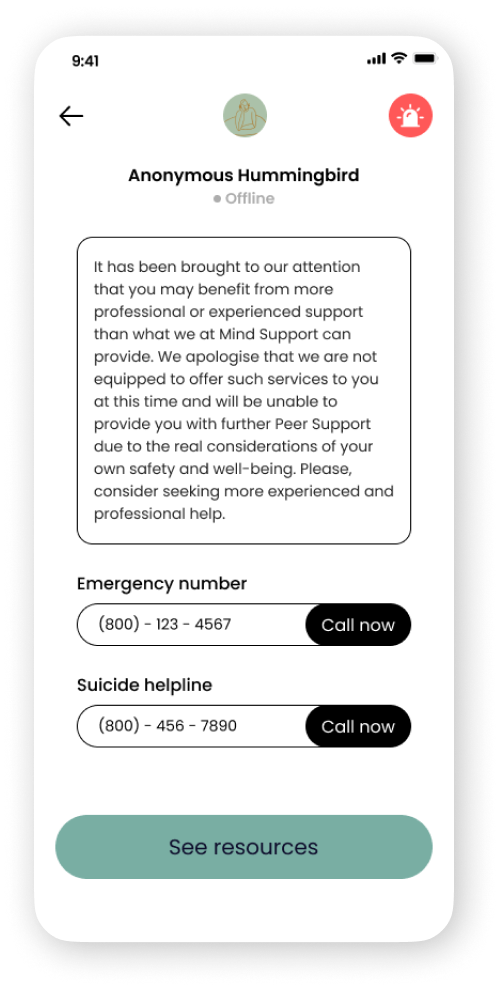 9:41
Anonymous Hummingbird
Offline
It has been brought to our attention
that you may benefit from more
professional or experienced support
than what we at Mind Support can
provide. We apologise that we are not
equipped to offer such services to you
at this time and will be unable to
provide you with further Peer Support
due to the real considerations of your
own safety and well-being. Please,
consider seeking more experienced and
professional help.
Emergency number
(800) - 123 - 4567 Call now
Suicide helpline
(800) - 456 - 7890 Call now
See resources